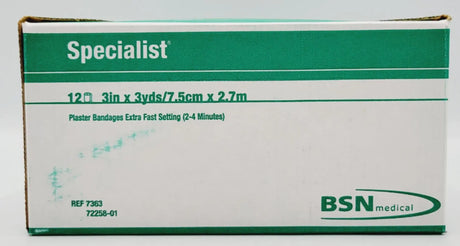 Specialist®
12 3in x 3yds/7.5cm x 2.7m
Plaster Bandages Extra Fast Setting (2-4 Minutes)
REF 7363
72258-01
BSN medical